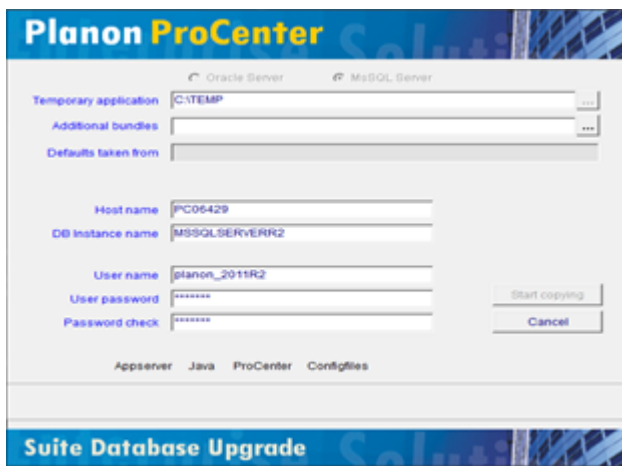 Planon ProCenter
Oracle Server MsSQL Server
Temporary application C:\TEMP ...
Additional bundles ...
Defaults taken from
Host name PC06429
DB Instance name MSSQLSERVERR2
User name planon_2011R2
User password *******
Password check *******
Start copying
Cancel
Appserver Java ProCenter Configfiles
Suite Database Upgrade